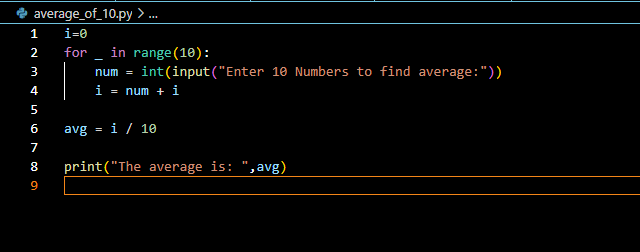 average_of_10.py > ...
1 i=0
2 for _ in range(10):
3     num = int(input("Enter 10 Numbers to find average:"))
4     i = num + i
5
6 avg = i / 10
7
8 print("The average is: ",avg)
9